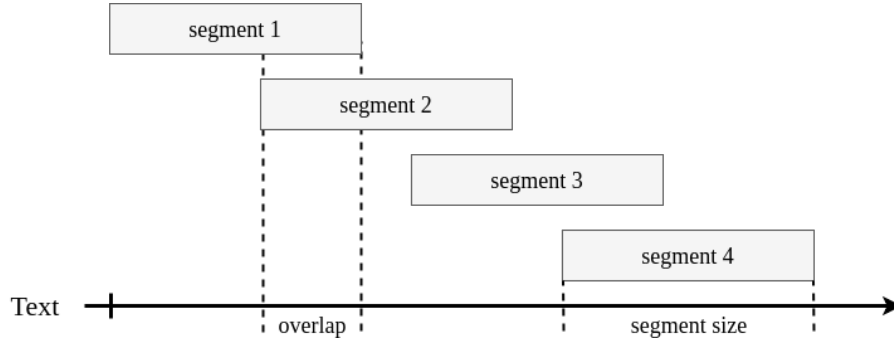 segment 1
segment 2
segment 3
segment 4
Text
overlap
segment size